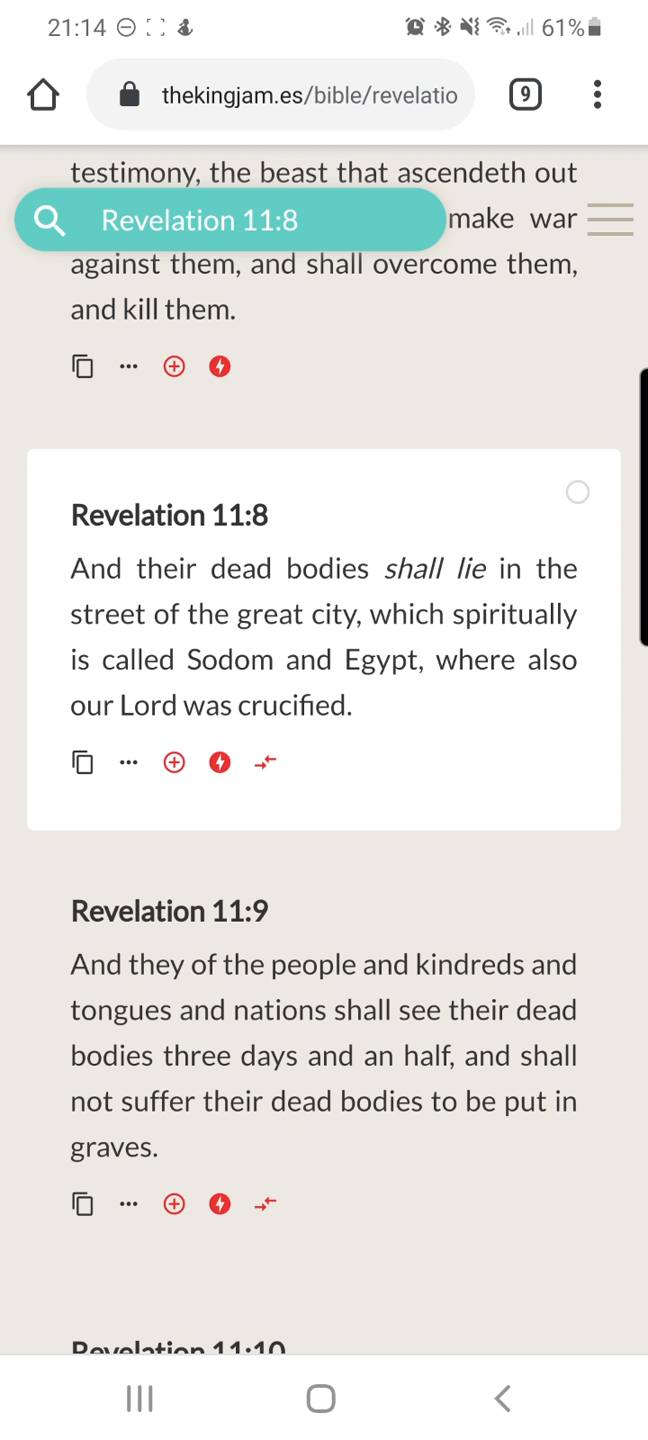 21:14
61%
thekingjam.es/bible/revelatio
9
testimony, the beast that ascendeth out
Revelation 11:8
make war
against them, and shall overcome them,
and kill them.
Revelation 11:8
And their dead bodies shall lie in the
street of the great city, which spiritually
is called Sodom and Egypt, where also
our Lord was crucified.
Revelation 11:9
And they of the people and kindreds and
tongues and nations shall see their dead
bodies three days and an half, and shall
not suffer their dead bodies to be put in
graves.
Revelation 11:10